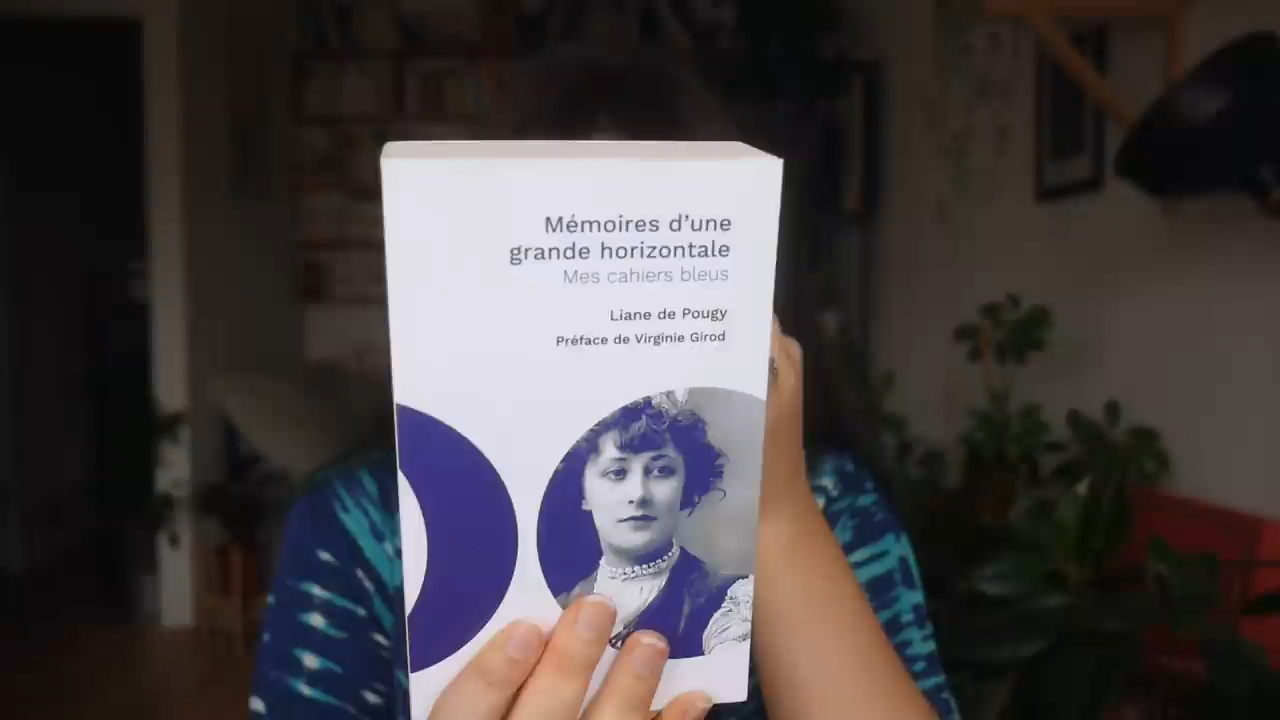 Mémoires d'une
grande horizontale
Mes cahiers bleus
Liane de Pougy
Préface de Virginie Girod